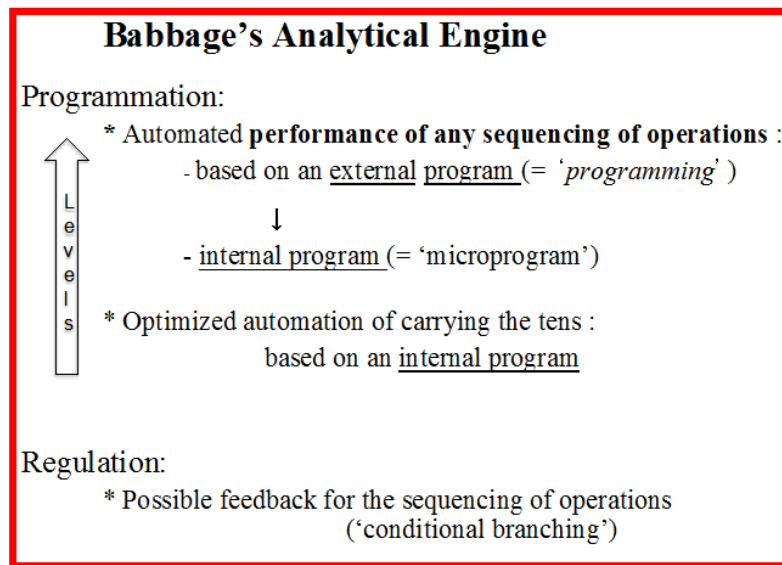 Babbage’s Analytical Engine
Programmation:
* Automated performance of any sequencing of operations :
- based on an external program (= ‘programming’ )
↓
- internal program (= ‘microprogram’)
Levels
* Optimized automation of carrying the tens :
based on an internal program
Regulation:
* Possible feedback for the sequencing of operations
(‘conditional branching’)